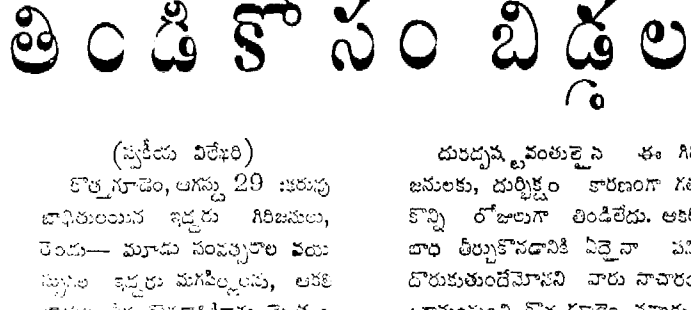 తిండికోసం బిడ్డల
(స్వకీయ విలేఖరి)
కొత్తగూడెం, ఆగస్టు 29 :కరువు
బాధితులయిన ఇద్దరు గిరిజనులు,
రెండు— మూడు సంవత్సరాల వయ
స్సుగల ఇద్దరు మగపిల్లలను, ఆకలి
దురదృష్టవంతులైన ఈ గి
జనులకు, దుర్భిక్షం కారణంగా గత
కొన్ని రోజులుగా తిండిలేదు. ఆకలి
బాధ తీర్చుకొనడానికి ఏదైనా పని
దొరుకుతుందేమోనని వారు సాచారం